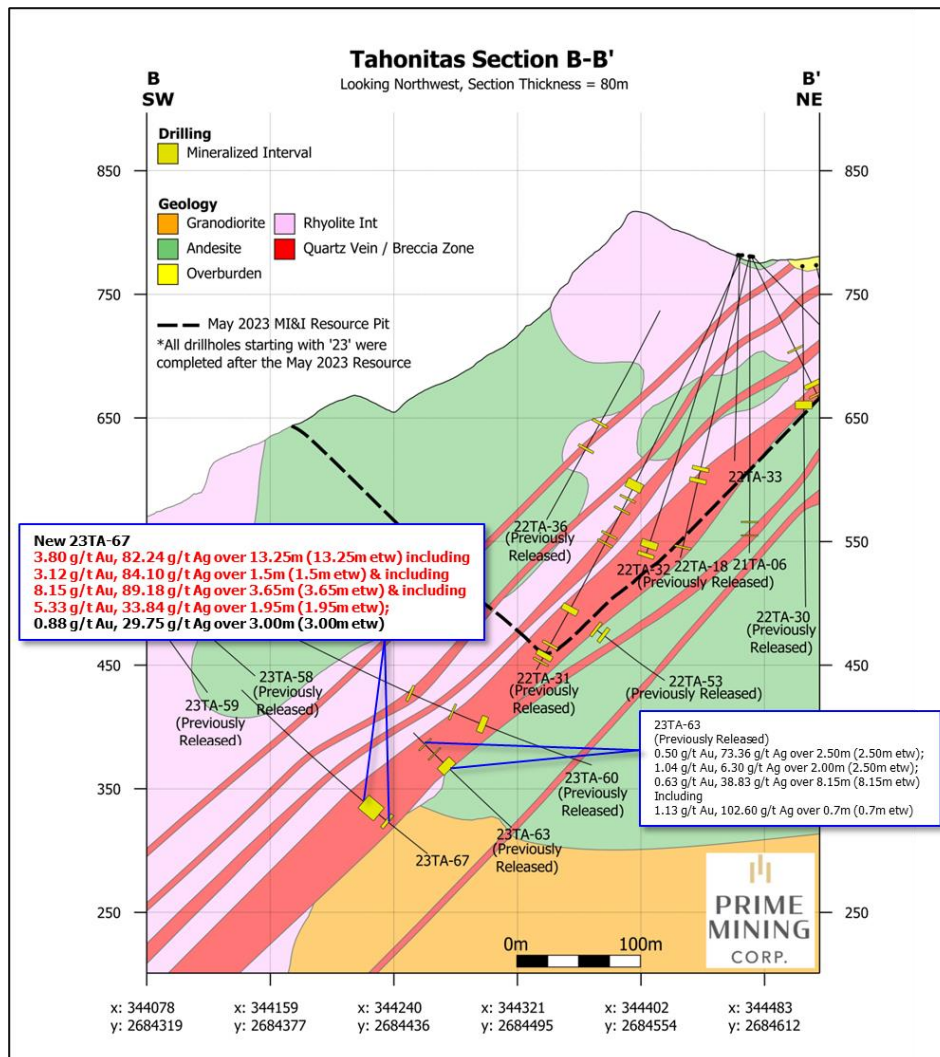 Tahonitas Section B-B'
Looking Northwest, Section Thickness = 80m
B
SW
B'
NE
Drilling
Mineralized Interval
Geology
Granodiorite
Rhyolite Int
Andesite
Quartz Vein / Breccia Zone
Overburden
May 2023 MI&I Resource Pit
*All drillholes starting with '23' were
completed after the May 2023 Resource
850
850
750
750
650
650
550
550
450
450
350
350
250
250
New 23TA-67
3.80 g/t Au, 82.24 g/t Ag over 13.25m (13.25m etw) including
3.12 g/t Au, 84.10 g/t Ag over 1.5m (1.5m etw) & including
8.15 g/t Au, 89.18 g/t Ag over 3.65m (3.65m etw) & including
5.33 g/t Au, 33.84 g/t Ag over 1.95m (1.95m etw);
0.88 g/t Au, 29.75 g/t Ag over 3.00m (3.00m etw)
22TA-36
(Previously
Released)
22TA-33
22TA-32
22TA-18
21TA-06
(Previously Released)
22TA-30
(Previously
Released)
22TA-31
(Previously
Released)
22TA-53
(Previously Released)
23TA-58
(Previously
Released)
23TA-59
(Previously
Released)
23TA-60
(Previously
Released)
23TA-63
(Previously
Released)
23TA-67
23TA-63
(Previously Released)
0.50 g/t Au, 73.36 g/t Ag over 2.50m (2.50m etw);
1.04 g/t Au, 6.30 g/t Ag over 2.00m (2.50m etw);
0.63 g/t Au, 38.83 g/t Ag over 8.15m (8.15m etw)
Including
1.13 g/t Au, 102.60 g/t Ag over 0.7m (0.7m etw)
PRIME
MINING
CORP.
0m
100m
x: 344078
y: 2684319
x: 344159
y: 2684377
x: 344240
y: 2684436
x: 344321
y: 2684495
x: 344402
y: 2684554
x: 344483
y: 2684612